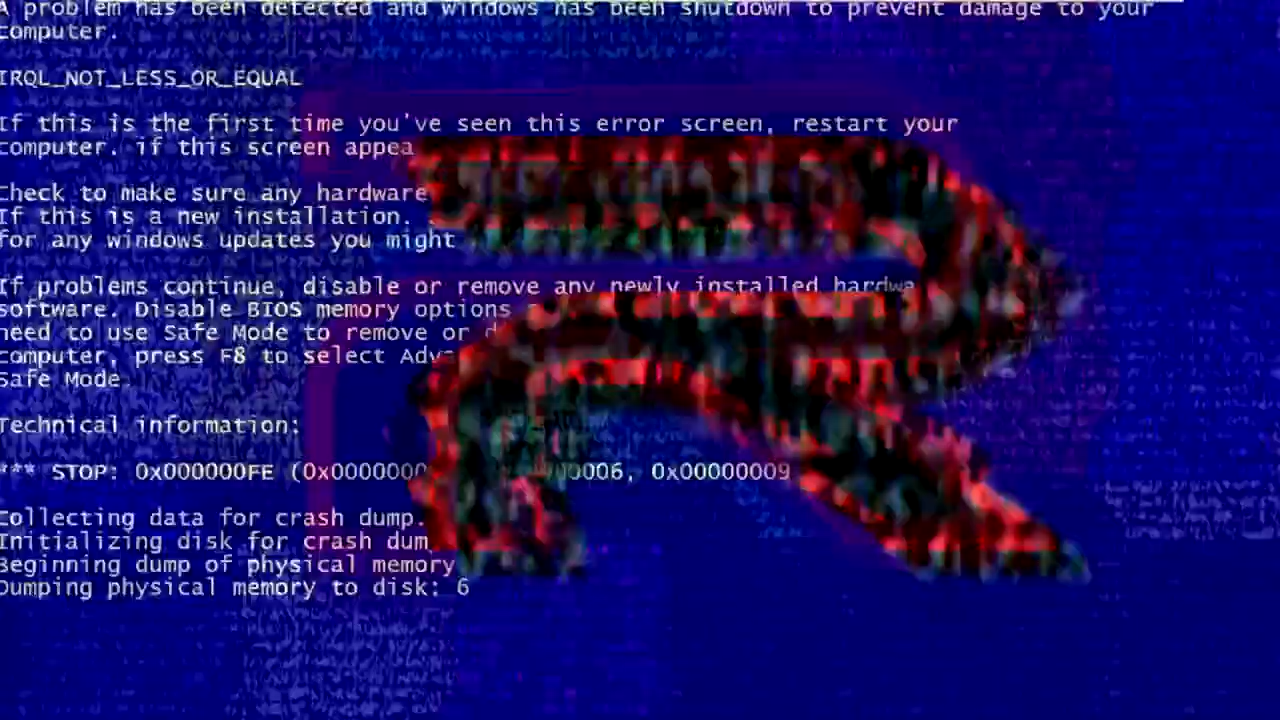 A problem has been detected and windows has been shutdown to prevent damage to your
computer.
IRQL_NOT_LESS_OR_EQUAL
If this is the first time you've seen this error screen, restart your
computer. if this screen appea
Check to make sure any hardware
If this is a new installation.
for any windows updates you might
If problems continue, disable or remove any newly installed hardwa
software. Disable BIOS memory options
need to use Safe Mode to remove or d
computer, press F8 to select Adva
Safe Mode.
Technical information:
*** STOP: 0x000000FE (0x0000000 0006, 0x00000009
Collecting data for crash dump.
Initializing disk for crash dum
Beginning dump of physical memory
Dumping physical memory to disk: 6